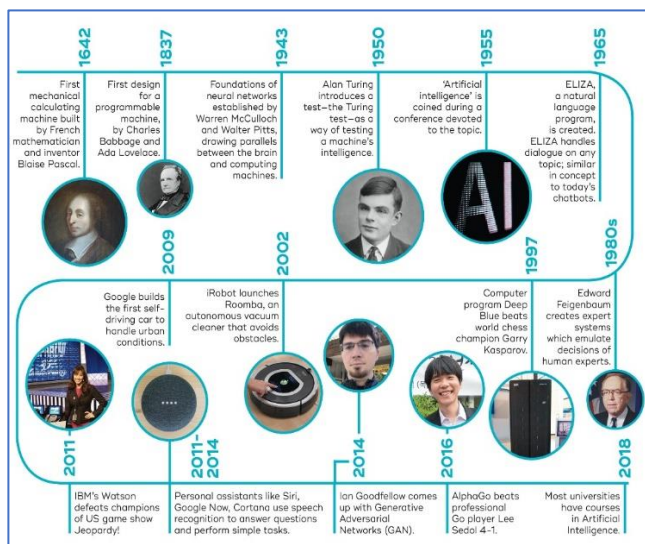 1642
First
mechanical
calculating
machine built
by French
mathematician
and inventor
Blaise Pascal.
1837
First design
for a
programmable
machine,
by Charles
Babbage and
Ada Lovelace.
1943
Foundations of
neural networks
established by
Warren McCulloch
and Walter Pitts,
drawing parallels
between the brain
and computing
machines.
1950
Alan Turing
introduces a
test—the Turing
test—as a
way of testing
a machine's
intelligence.
1955
'Artificial
intelligence' is
coined during a
conference devoted
to the topic.
AI
1965
ELIZA,
a natural
language
program,
is created.
ELIZA handles
dialogue on any
topic; similar
in concept
to today's
chatbots.
1980s
Edward
Feigenbaum
creates expert
systems
which emulate
decisions of
human experts.
1997
Computer
program Deep
Blue beats
world chess
champion Garry
Kasparov.
2002
iRobot launches
Roomba, an
autonomous vacuum
cleaner that avoids
obstacles.
2009
Google builds
the first self-
driving car to
handle urban
conditions.
2011
IBM's Watson
defeats champions
of US game show
Jeopardy!
2011-
2014
Personal assistants like Siri,
Google Now, Cortana use speech
recognition to answer questions
and perform simple tasks.
2014
Ian Goodfellow comes
up with Generative
Adversarial
Networks (GAN).
2016
AlphaGo beats
professional
Go player Lee
Sedol 4-1.
2018
Most universities
have courses
in Artificial
Intelligence.